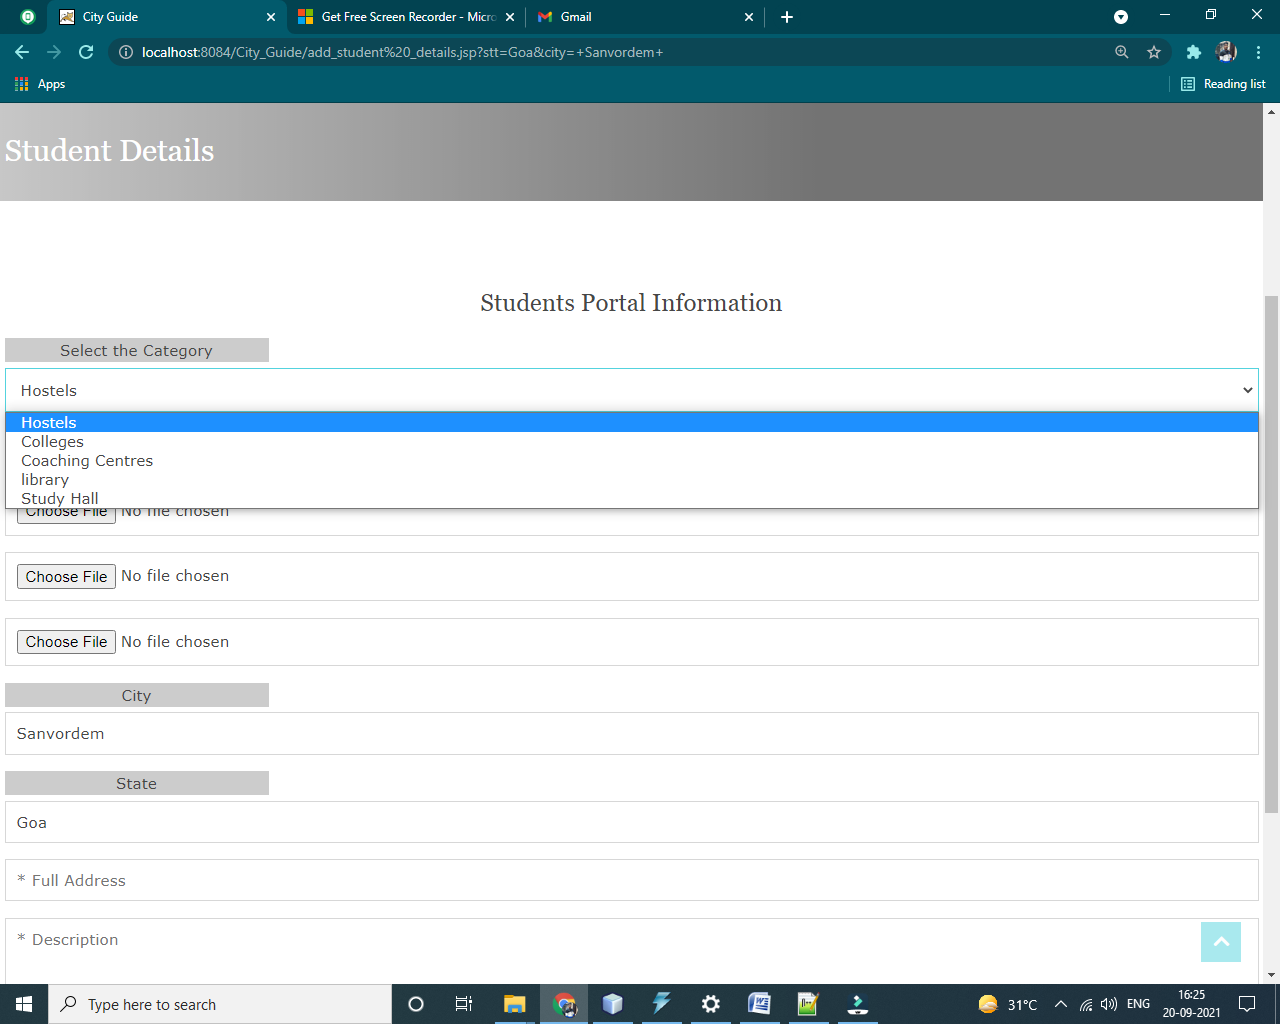 City Guide
Get Free Screen Recorder - Micro
Gmail
localhost:8084/City_Guide/add_student%20_details.jsp?stt=Goa&city=+Sanvordem+
Apps
Reading list
Student Details
Students Portal Information
Select the Category
Hostels
Hostels
Colleges
Coaching Centres
library
Study Hall
Choose File No file chosen
Choose File No file chosen
Choose File No file chosen
City
Sanvordem
State
Goa
* Full Address
* Description
Type here to search
31°C
ENG
16:25
20-09-2021